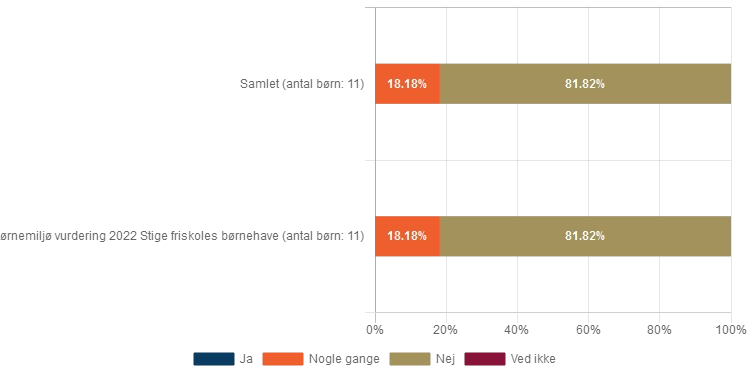 Samlet (antal børn: 11)
18.18%
81.82%
ørnemiljø vurdering 2022 Stige friskoles børnehave (antal børn: 11)
18.18%
81.82%
0%
20%
40%
60%
80%
100%
Ja
Nogle gange
Nej
Ved ikke